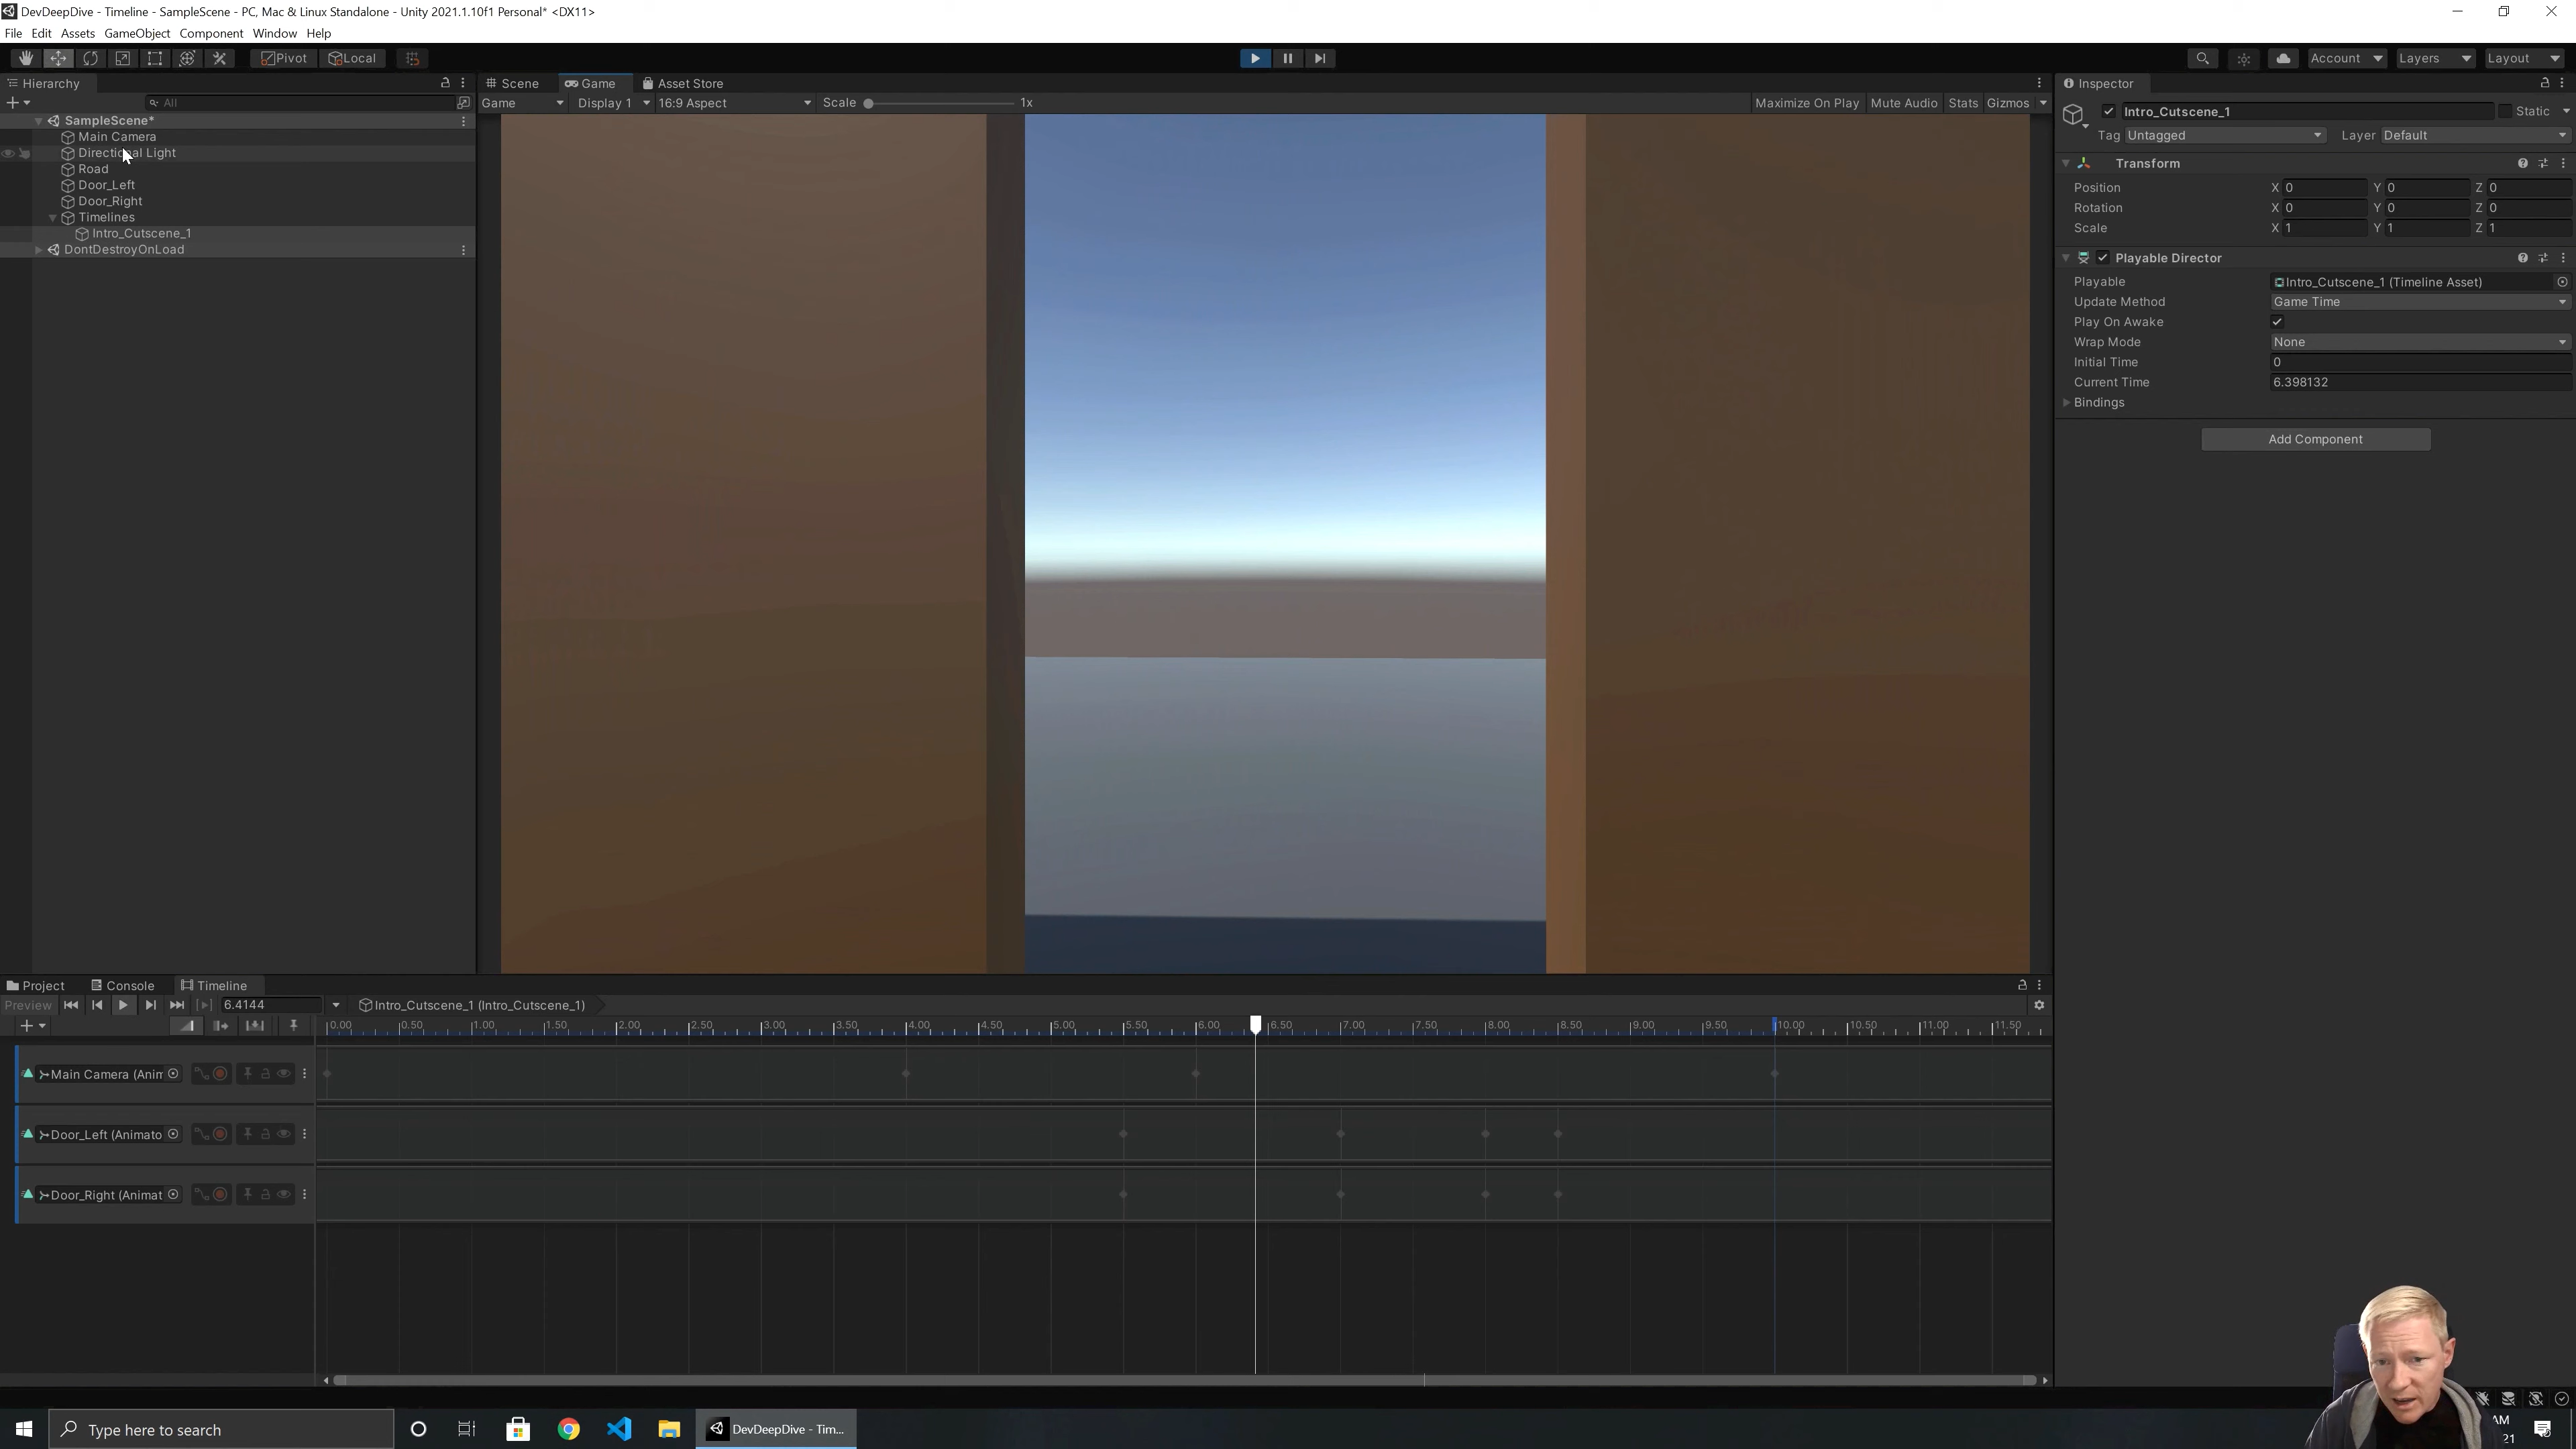 DevDeepDive - Timeline - SampleScene - PC, Mac & Linux Standalone - Unity 2021.1.10f1 Personal* <DX11>
File Edit Assets GameObject Component Window Help
Pivot Local Account Layers Layout
Hierarchy Scene Game Asset Store Inspector
All Game Display 1 16:9 Aspect Scale 1x Maximize On Play Mute Audio Stats Gizmos
Intro_Cutscene_1 Static
SampleScene*
Main Camera Tag Untagged Layer Default
Directional Light
Road Transform
Door_Left Position X 0 Y 0 Z 0
Door_Right Rotation X 0 Y 0 Z 0
Timelines Scale X 1 Y 1 Z 1
Intro_Cutscene_1
DontDestroyOnLoad Playable Director
Playable Intro_Cutscene_1 (Timeline Asset)
Update Method Game Time
Play On Awake
Wrap Mode None
Initial Time 0
Current Time 6.398132
Bindings
Add Component
Project Console Timeline
Preview 6.4144 Intro_Cutscene_1 (Intro_Cutscene_1)
0.00 0.50 1.00 1.50 2.00 2.50 3.00 3.50 4.00 4.50 5.00 5.50 6.00 6.50 7.00 7.50 8.00 8.50 9.00 9.50 10.00 10.50 11.00 11.50
Main Camera (Anim
Door_Left (Animato
Door_Right (Animat
Type here to search DevDeepDive - Tim... AM
21